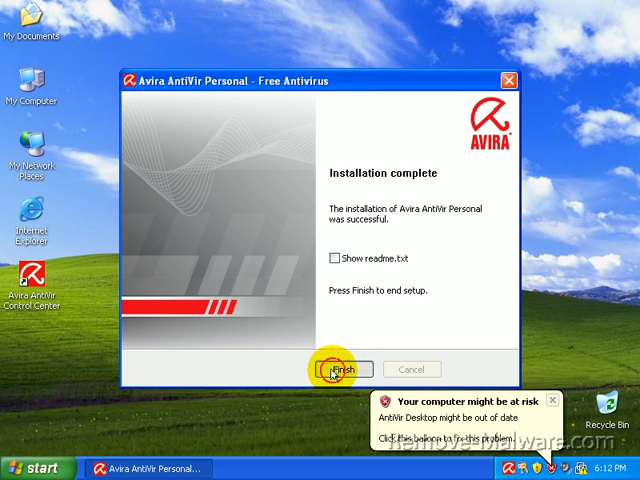 My Documents
My Computer
My Network
Places
Internet
Explorer
Avira AntiVir
Control Center
Avira AntiVir Personal - Free Antivirus
AVIRA
Installation complete
The installation of Avira AntiVir Personal
was successful.
Show readme.txt
Press Finish to end setup.
Finish
Cancel
Your computer might be at risk
AntiVir Desktop might be out of date
Click this balloon to fix this problem.
Remove-Malware.com
Recycle Bin
start
Avira AntiVir Personal...
6:12 PM